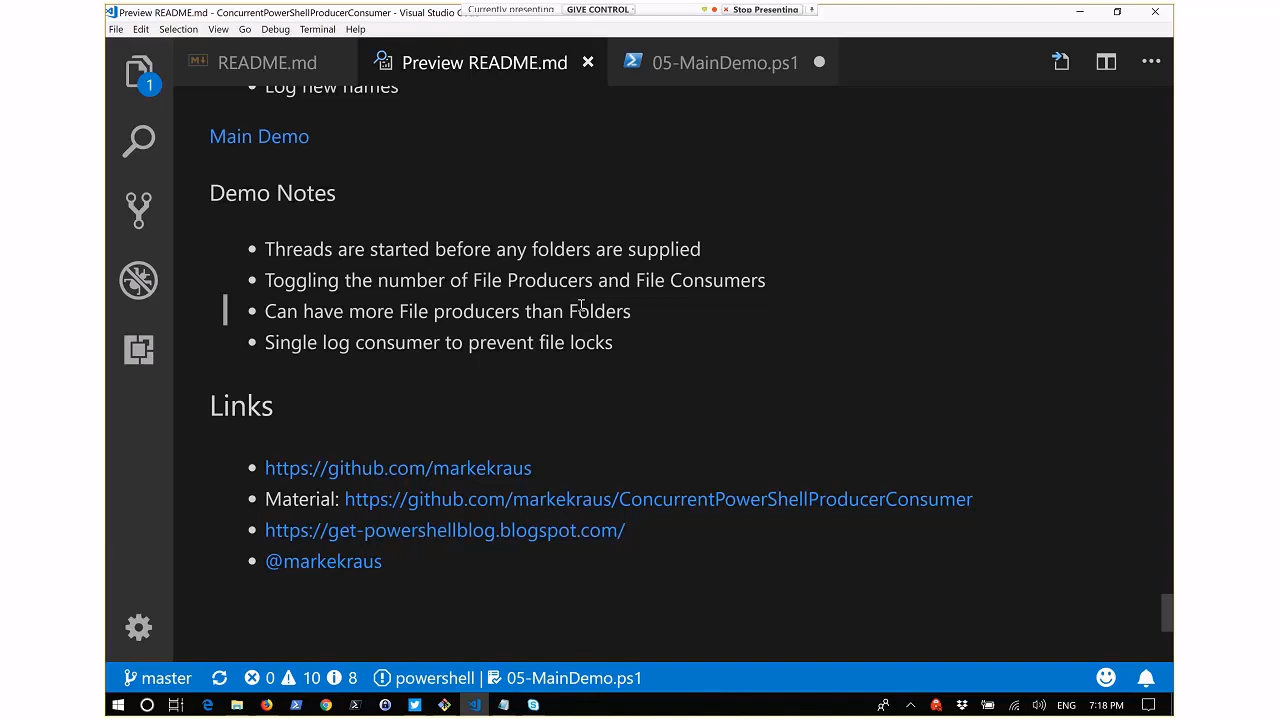 Preview README.md - ConcurrentPowerShellProducerConsumer - Visual Studio Co
Currently presenting GIVE CONTROL Stop Presenting
File Edit Selection View Go Debug Terminal Help
1
README.md Preview README.md 05-MainDemo.ps1
Log new names
Main Demo
Demo Notes
Threads are started before any folders are supplied
Toggling the number of File Producers and File Consumers
Can have more File producers than Folders
Single log consumer to prevent file locks
Links
https://github.com/markekraus
Material: https://github.com/markekraus/ConcurrentPowerShellProducerConsumer
https://get-powershellblog.blogspot.com/
@markekraus
master 0 10 8 powershell | 05-MainDemo.ps1
ENG 7:18 PM